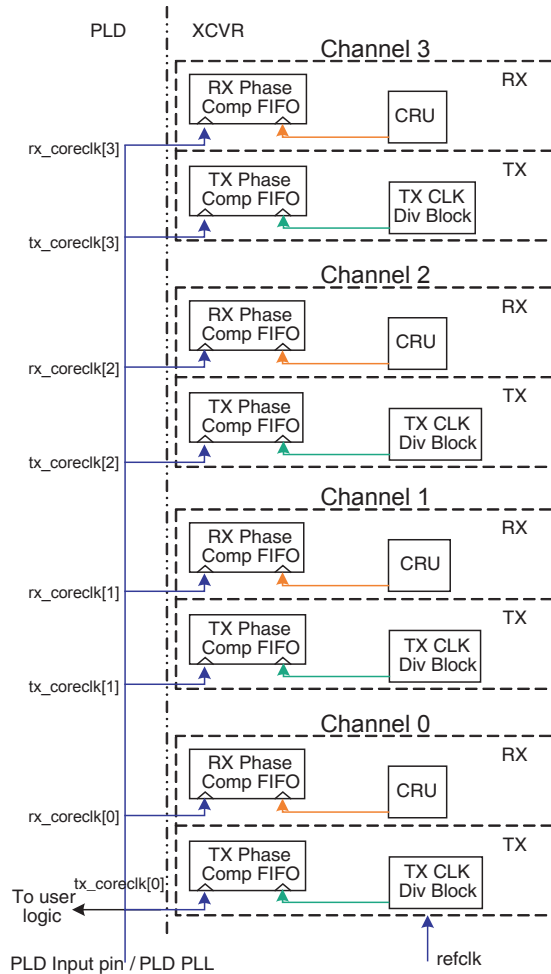 PLD
XCVR
Channel 3
RX
RX Phase
Comp FIFO
CRU
rx_coreclk[3]
TX
TX Phase
Comp FIFO
TX CLK
Div Block
tx_coreclk[3]
Channel 2
RX
RX Phase
Comp FIFO
CRU
rx_coreclk[2]
TX
TX Phase
Comp FIFO
TX CLK
Div Block
tx_coreclk[2]
Channel 1
RX
RX Phase
Comp FIFO
CRU
rx_coreclk[1]
TX
TX Phase
Comp FIFO
TX CLK
Div Block
tx_coreclk[1]
Channel 0
RX
RX Phase
Comp FIFO
CRU
rx_coreclk[0]
TX
TX Phase
Comp FIFO
TX CLK
Div Block
tx_coreclk[0]
To user
logic
PLD Input pin / PLD PLL
refclk